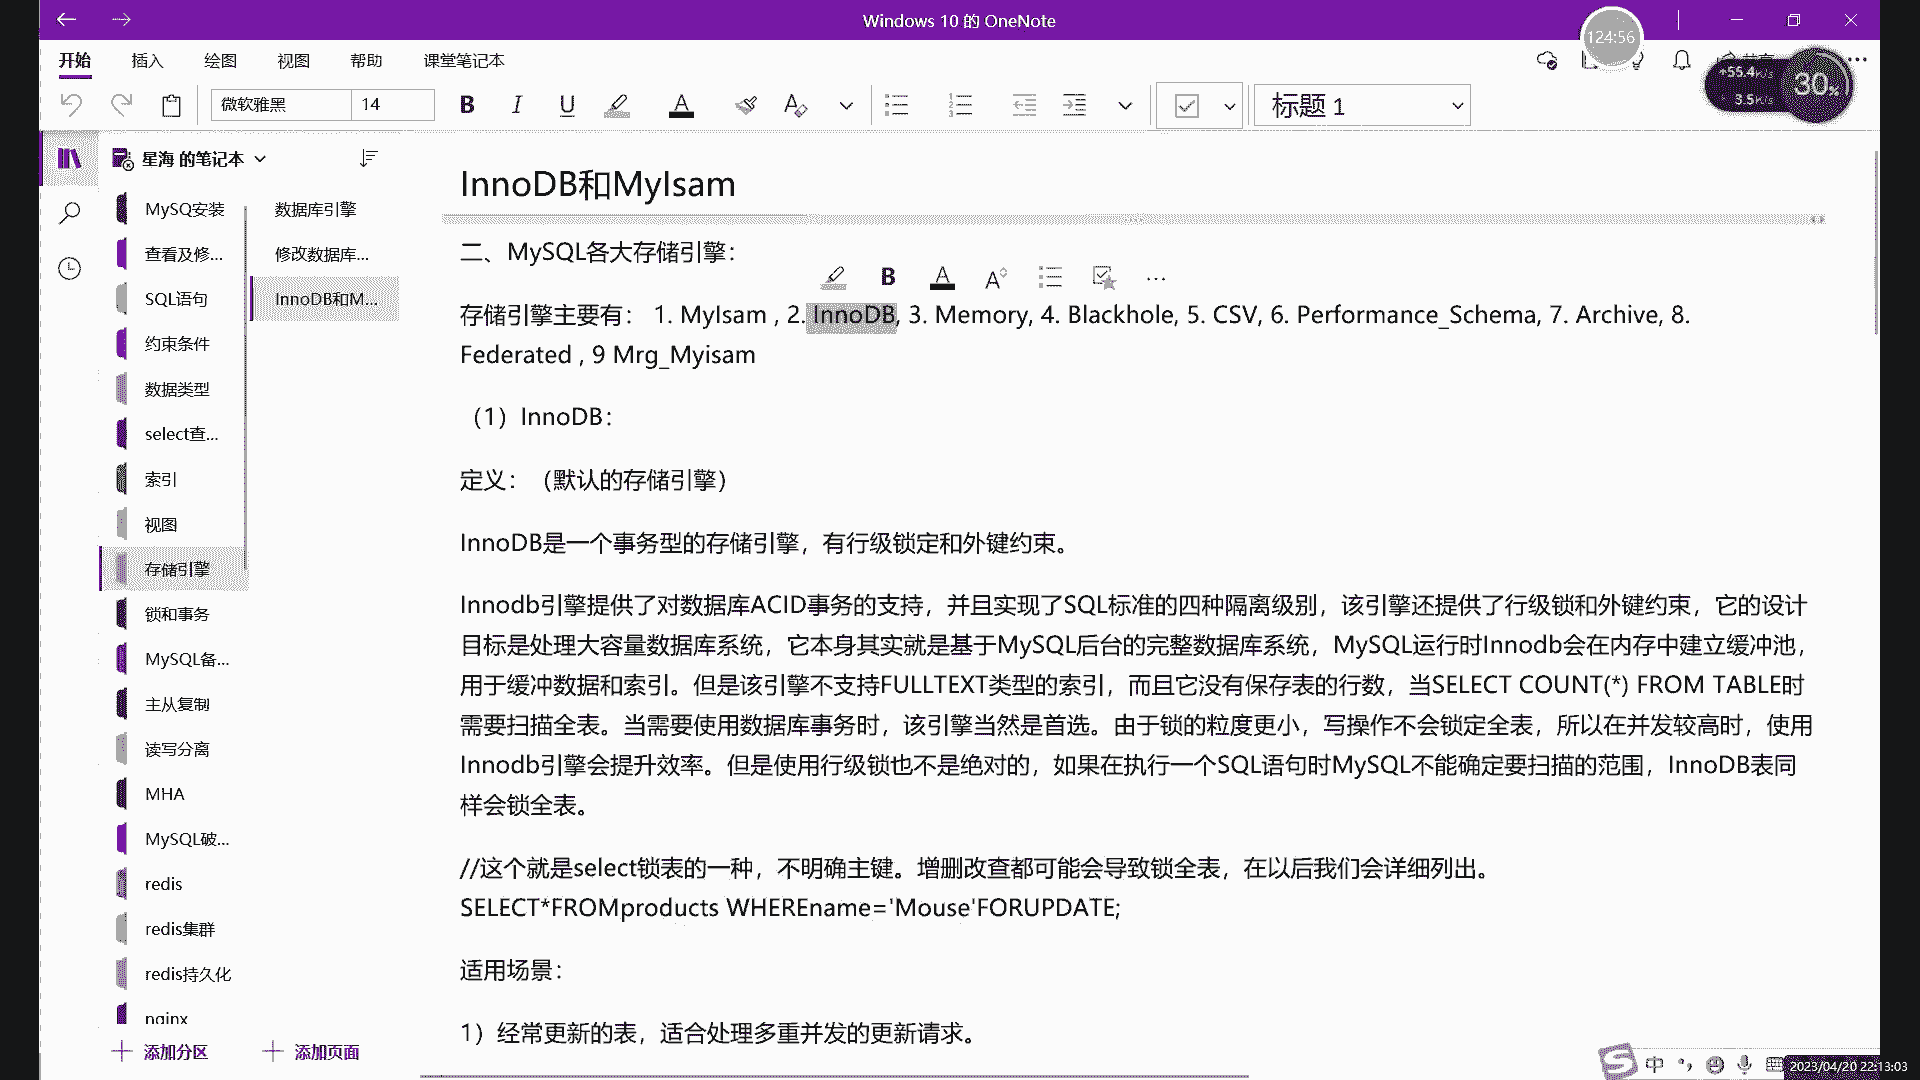 Windows 10 的 OneNote
124:56
开始 插入 绘图 视图 帮助 课堂笔记本
↑55.4K/s
3.5K/s
30%
微软雅黑 14 B I U A 标题 1
星海 的笔记本
MySQ安装
查看及修...
SQL语句
约束条件
数据类型
select查...
索引
视图
存储引擎
锁和事务
MySQL备...
主从复制
读写分离
MHA
MySQL破...
redis
redis集群
redis持久化
nginx
添加分区
数据库引擎
修改数据库...
InnoDB和M...
添加页面
InnoDB和MyIsam
二、MySQL各大存储引擎：
存储引擎主要有： 1. MyIsam , 2. InnoDB, 3. Memory, 4. Blackhole, 5. CSV, 6. Performance_Schema, 7. Archive, 8.
Federated , 9 Mrg_Myisam
（1）InnoDB：
定义：（默认的存储引擎）
InnoDB是一个事务型的存储引擎，有行级锁定和外键约束。
Innodb引擎提供了对数据库ACID事务的支持，并且实现了SQL标准的四种隔离级别，该引擎还提供了行级锁和外键约束，它的设计
目标是处理大容量数据库系统，它本身其实就是基于MySQL后台的完整数据库系统，MySQL运行时Innodb会在内存中建立缓冲池，
用于缓冲数据和索引。但是该引擎不支持FULLTEXT类型的索引，而且它没有保存表的行数，当SELECT COUNT(*) FROM TABLE时
需要扫描全表。当需要使用数据库事务时，该引擎当然是首选。由于锁的粒度更小，写操作不会锁定全表，所以在并发较高时，使用
Innodb引擎会提升效率。但是使用行级锁也不是绝对的，如果在执行一个SQL语句时MySQL不能确定要扫描的范围，InnoDB表同
样会锁全表。
//这个就是select锁表的一种，不明确主键。增删改查都可能会导致锁全表，在以后我们会详细列出。
SELECT*FROMproducts WHEREname='Mouse'FORUPDATE;
适用场景：
1）经常更新的表，适合处理多重并发的更新请求。
中
2023/04/20 22:13:03